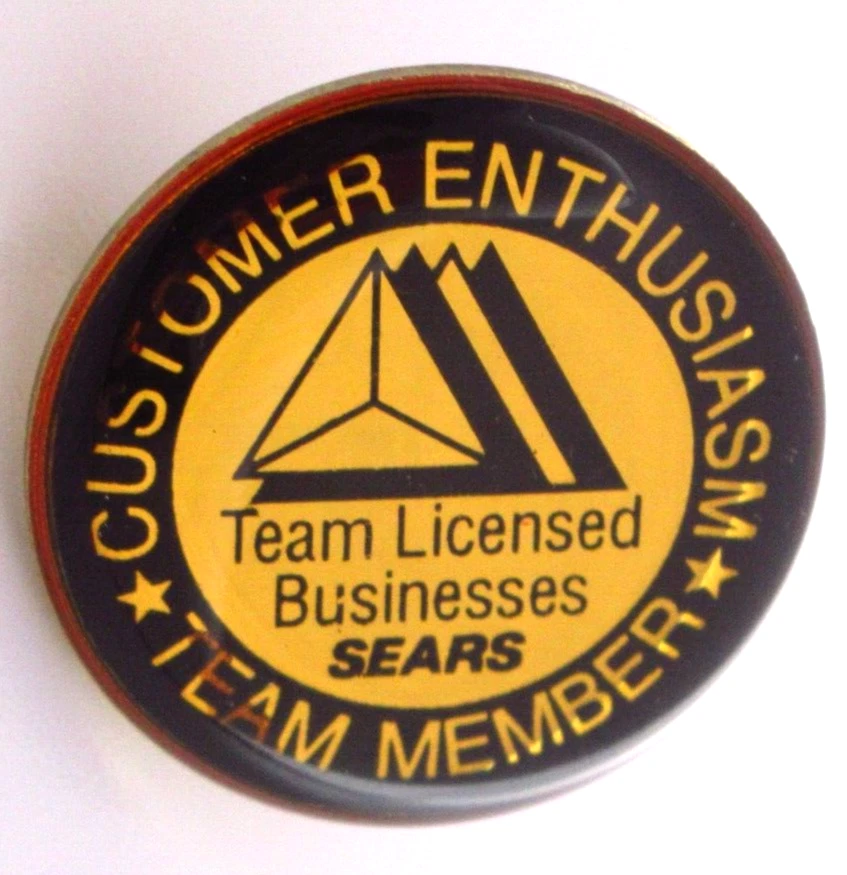 CUSTOMER ENTHUSIASM
Team Licensed
Businesses
SEARS
★ TEAM MEMBER ★